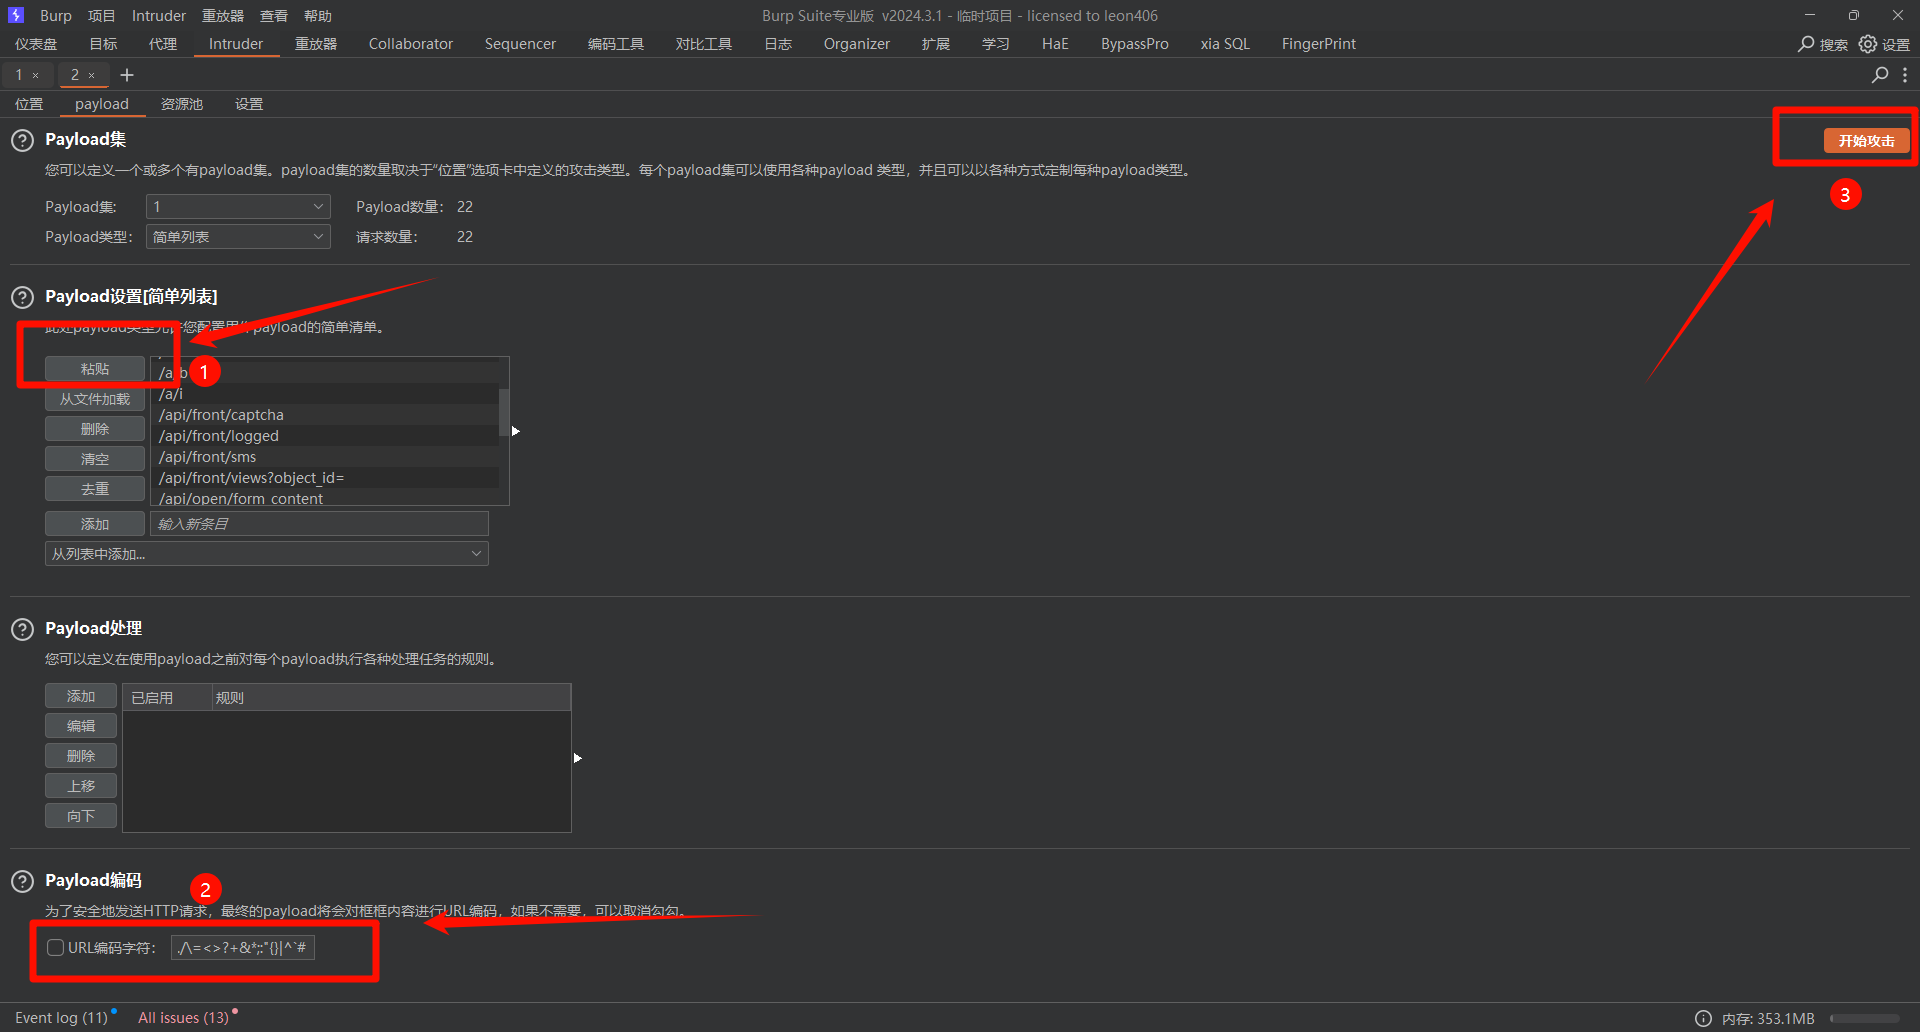 Burp 项目 Intruder 重放器 查看 帮助 Burp Suite专业版 v2024.3.1 - 临时项目 - licensed to leon406
仪表盘 目标 代理 Intruder 重放器 Collaborator Sequencer 编码工具 对比工具 日志 Organizer 扩展 学习 HaE BypassPro xia SQL FingerPrint 搜索 设置
1 × 2 × +
位置 payload 资源池 设置
Payload集
开始攻击
您可以定义一个或多个有payload集。payload集的数量取决于“位置”选项卡中定义的攻击类型。每个payload集可以使用各种payload 类型，并且可以以各种方式定制每种payload类型。
3
Payload集: 1 Payload数量: 22
Payload类型: 简单列表 请求数量: 22
Payload设置[简单列表]
此处payload类型允许您配置用作payload的简单清单。
粘贴
1
从文件加载
删除
清空
去重
/a/b
/a/i
/api/front/captcha
/api/front/logged
/api/front/sms
/api/front/views?object_id=
/api/open/form_content
添加 输入新条目
从列表中添加...
Payload处理
您可以定义在使用payload之前对每个payload执行各种处理任务的规则。
添加
编辑
删除
上移
向下
已启用 规则
Payload编码
2
为了安全地发送HTTP请求，最终的payload将会对框框内容进行URL编码，如果不需要，可以取消勾勾。
URL编码字符: ./\=<>?+&*;:"{}|^`#
Event log (11) All issues (13) 内存: 353.1MB